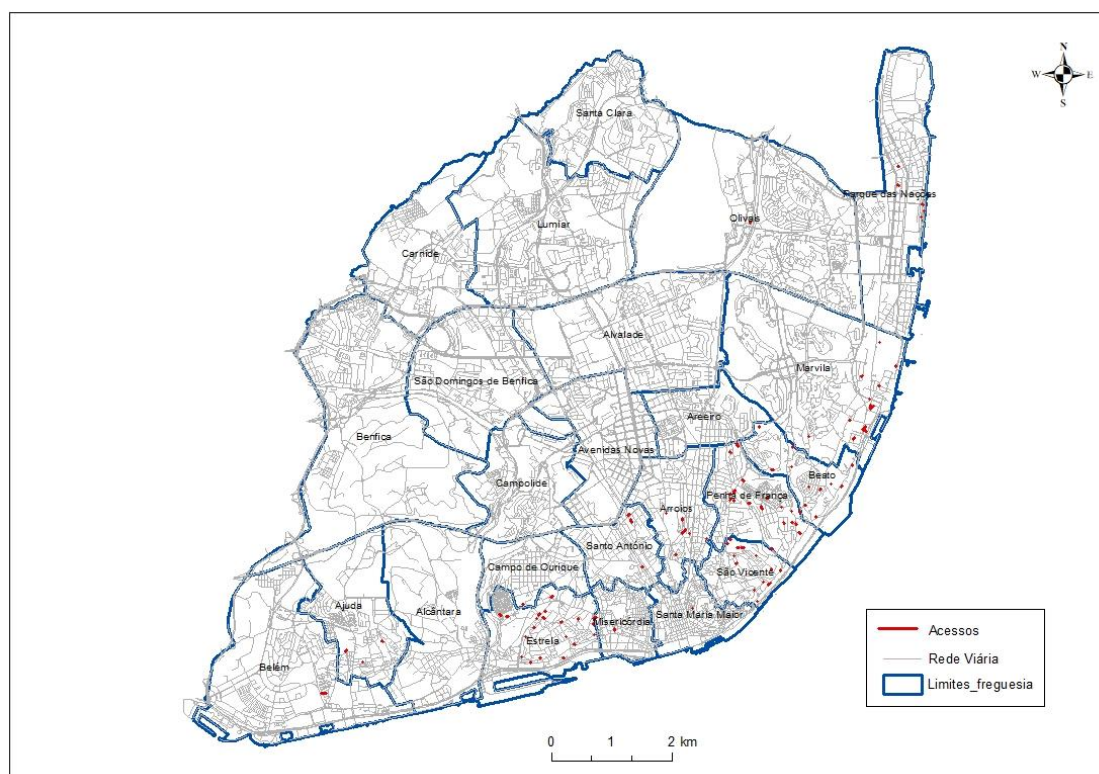 N
W E
S
Santa Clara
Parque das Nações
Olivais
Lumiar
Carnide
Alvalade
Marvila
São Domingos de Benfica
Areeiro
Benfica
Avenidas Novas
Beato
Campolide
Penha de França
Arroios
Santo António
Campo de Ourique
São Vicente
Ajuda
Alcântara
Santa Maria Maior
Misericórdia
Estrela
Belém
Acessos
Rede Viária
Limites_freguesia
0 1 2 km